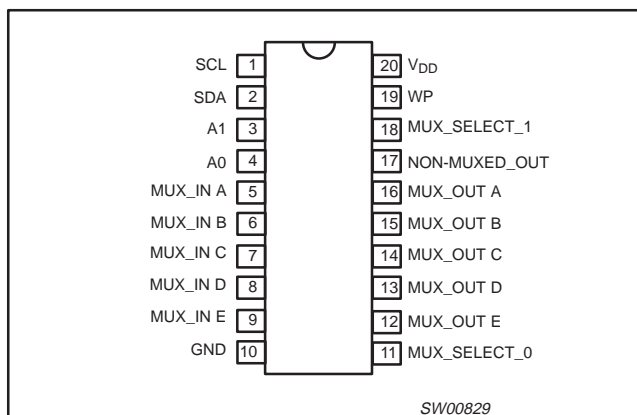 SCL 1 20 VDD
SDA 2 19 WP
A1 3 18 MUX_SELECT_1
A0 4 17 NON-MUXED_OUT
MUX_IN A 5 16 MUX_OUT A
MUX_IN B 6 15 MUX_OUT B
MUX_IN C 7 14 MUX_OUT C
MUX_IN D 8 13 MUX_OUT D
MUX_IN E 9 12 MUX_OUT E
GND 10 11 MUX_SELECT_0
SW00829